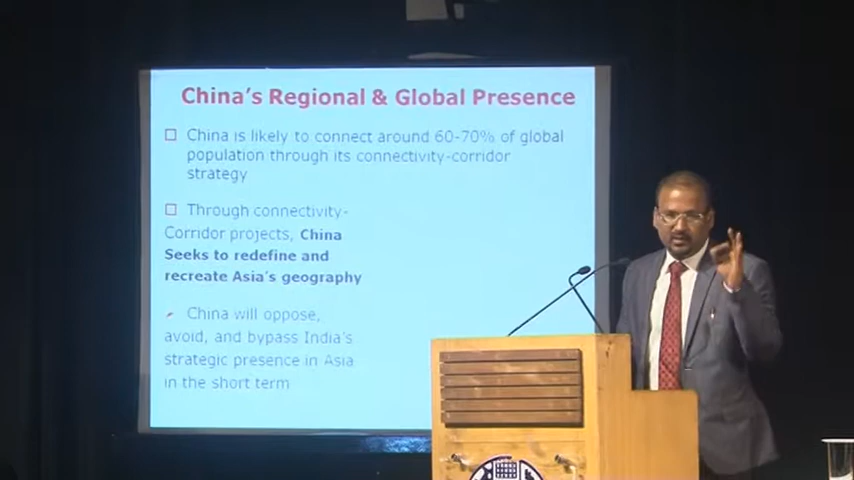 China's Regional & Global Presence
China is likely to connect around 60-70% of global
population through its connectivity-corridor
strategy
Through connectivity-
Corridor projects, China
Seeks to redefine and
recreate Asia's geography
China will oppose,
avoid, and bypass India's
strategic presence in Asia
in the short term